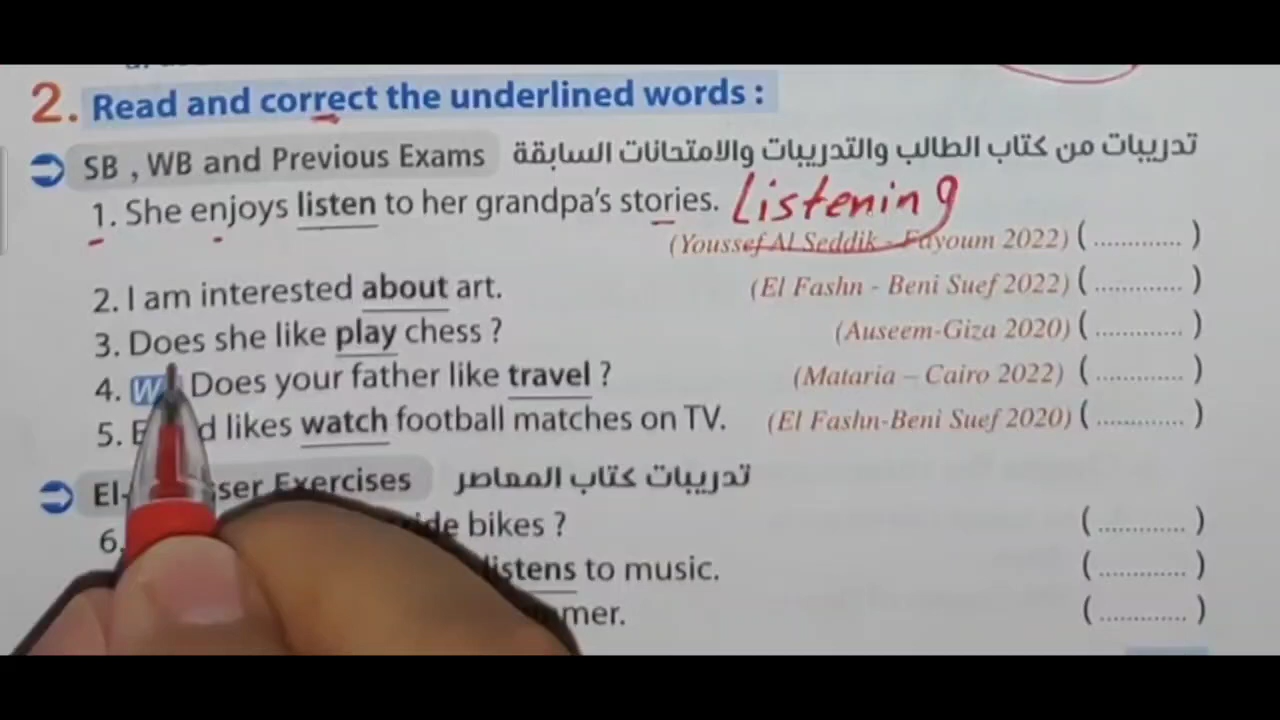 2. Read and correct the underlined words :
SB , WB and Previous Exams تدريبات من كتاب الطالب والتدريبات والامتحانات السابقة
1. She enjoys listen to her grandpa's stories. Listening
(Youssef Al Seddik - Fayoum 2022) (.............)
2. I am interested about art. (El Fashn - Beni Suef 2022) (.............)
3. Does she like play chess ? (Auseem-Giza 2020) (.............)
4. Does your father like travel ? (Mataria – Cairo 2022) (.............)
5. likes watch football matches on TV. (El Fashn-Beni Suef 2020) (.............)
Exercises تدريبات كتاب المعاصر
6. bikes ? (.............)
listens to music. (.............)
(.............)